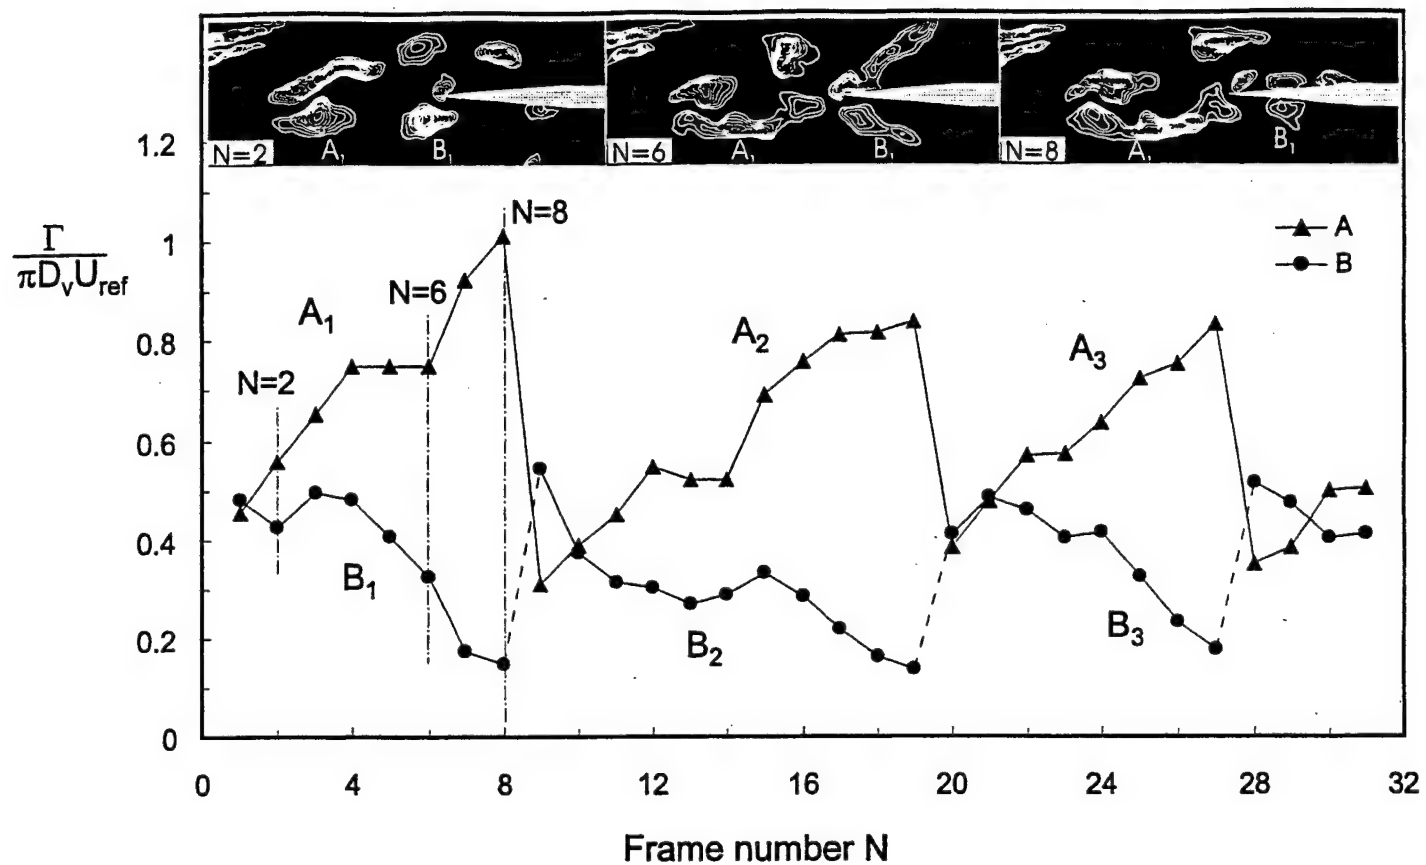 N=2
A₁
B₁
N=6
A₁
B₁
N=8
A₁
B₁
1.2
1
0.8
0.6
0.4
0.2
0
Γ
πDᵥU_ref
N=8
N=6
N=2
A₁
B₁
A₂
B₂
A₃
B₃
A
B
0 4 8 12 16 20 24 28 32
Frame number N